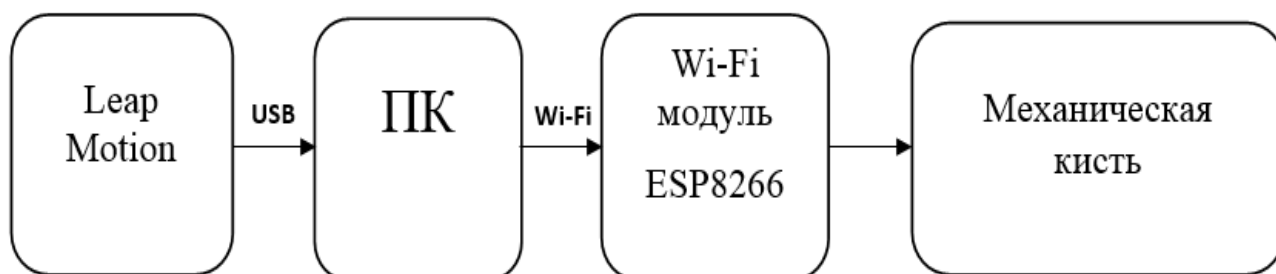 Leap
Motion
USB
ПК
Wi-Fi
Wi-Fi
модуль
ESP8266
Механическая
кисть